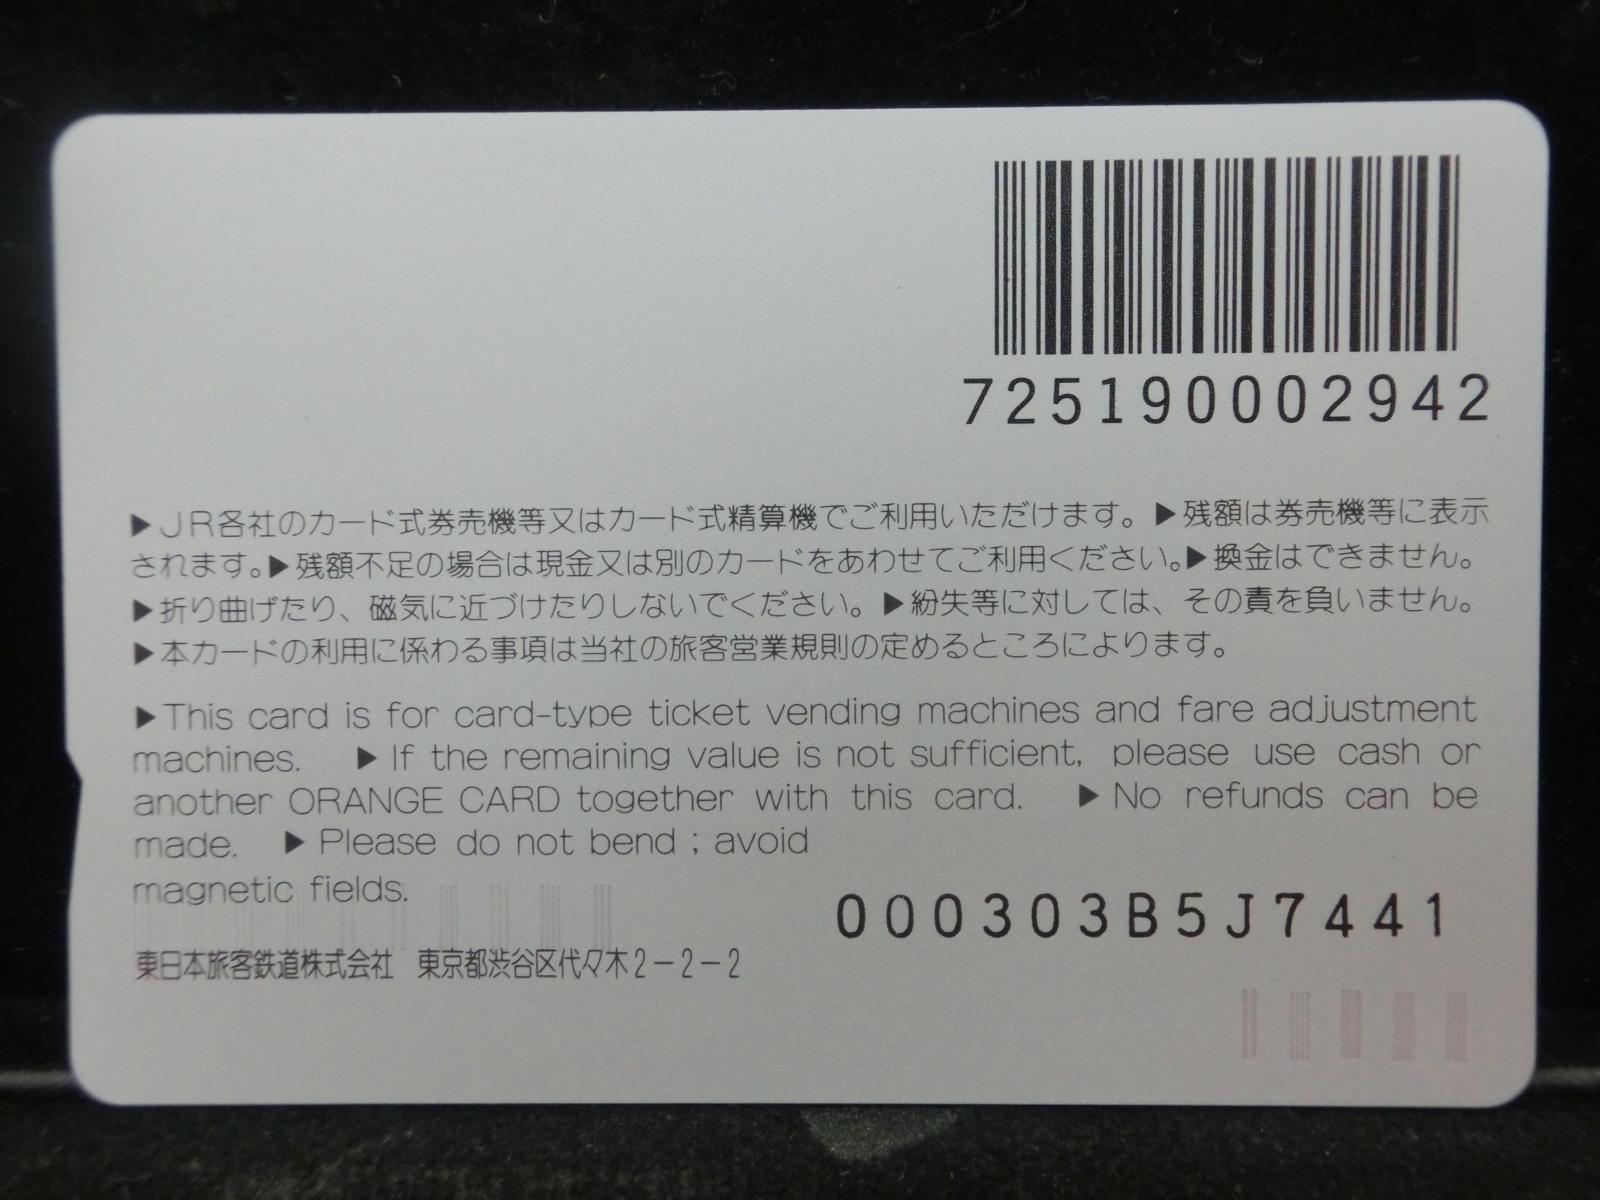 725190002942
▶JR各社のカード式券売機等又はカード式精算機でご利用いただけます。▶残額は券売機等に表示
されます。▶残額不足の場合は現金又は別のカードをあわせてご利用ください。▶換金はできません。
▶折り曲げたり、磁気に近づけたりしないでください。▶紛失等に対しては、その責を負いません。
▶本カードの利用に係わる事項は当社の旅客営業規則の定めるところによります。
▶This card is for card-type ticket vending machines and fare adjustment
machines. ▶If the remaining value is not sufficient, please use cash or
another ORANGE CARD together with this card. ▶No refunds can be
made. ▶Please do not bend ; avoid
magnetic fields.
000303B5J7441
東日本旅客鉄道株式会社 東京都渋谷区代々木2-2-2